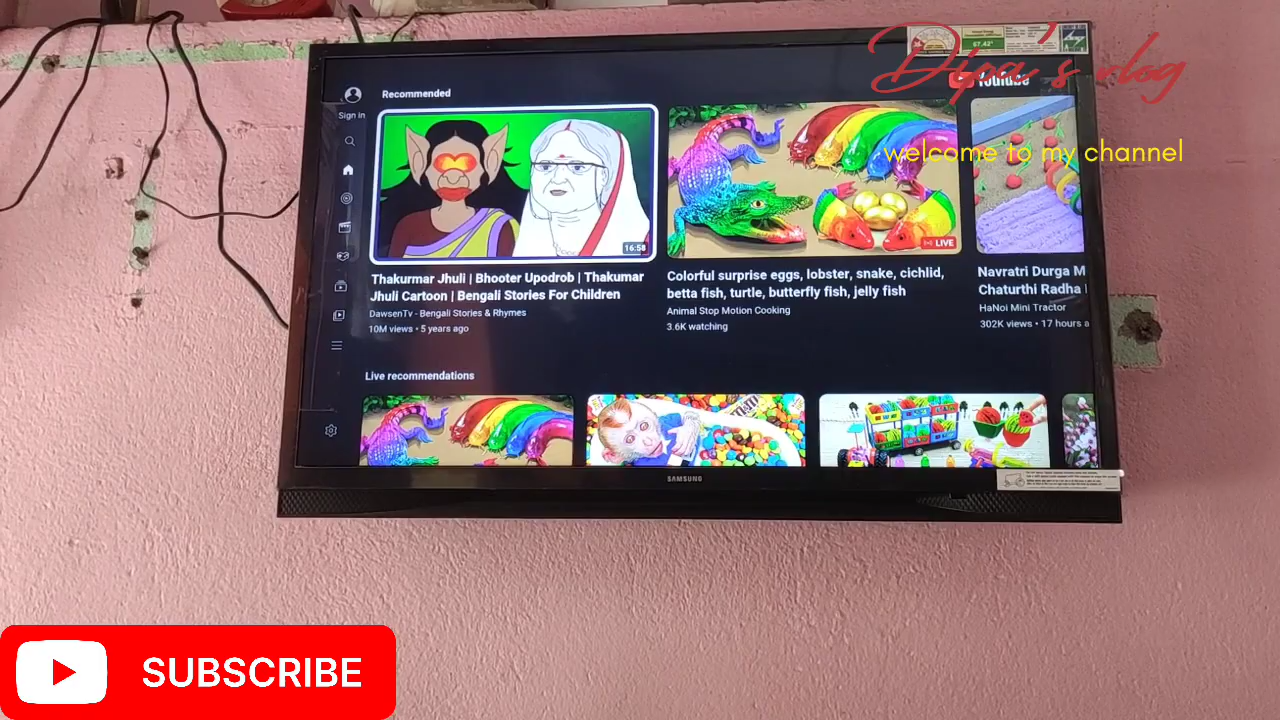 Dipa's vlog
57.42*
YouTube
welcome to my channel
Recommended
Sign in
16:58
LIVE
Thakurmar Jhuli | Bhooter Upodrob | Thakumar
Jhuli Cartoon | Bengali Stories For Children
DawsenTv - Bengali Stories & Rhymes
10M views • 5 years ago
Colorful surprise eggs, lobster, snake, cichlid,
betta fish, turtle, butterfly fish, jelly fish
Animal Stop Motion Cooking
3.6K watching
Navratri Durga M
Chaturthi Radha
HaNoi Mini Tractor
302K views • 17 hours a
Live recommendations
SAMSUNG
SUBSCRIBE